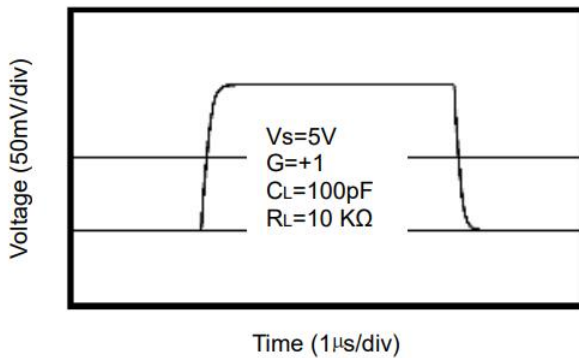 Voltage (50mV/div)
Vs=5V
G=+1
CL=100pF
RL=10 KΩ
Time (1μs/div)